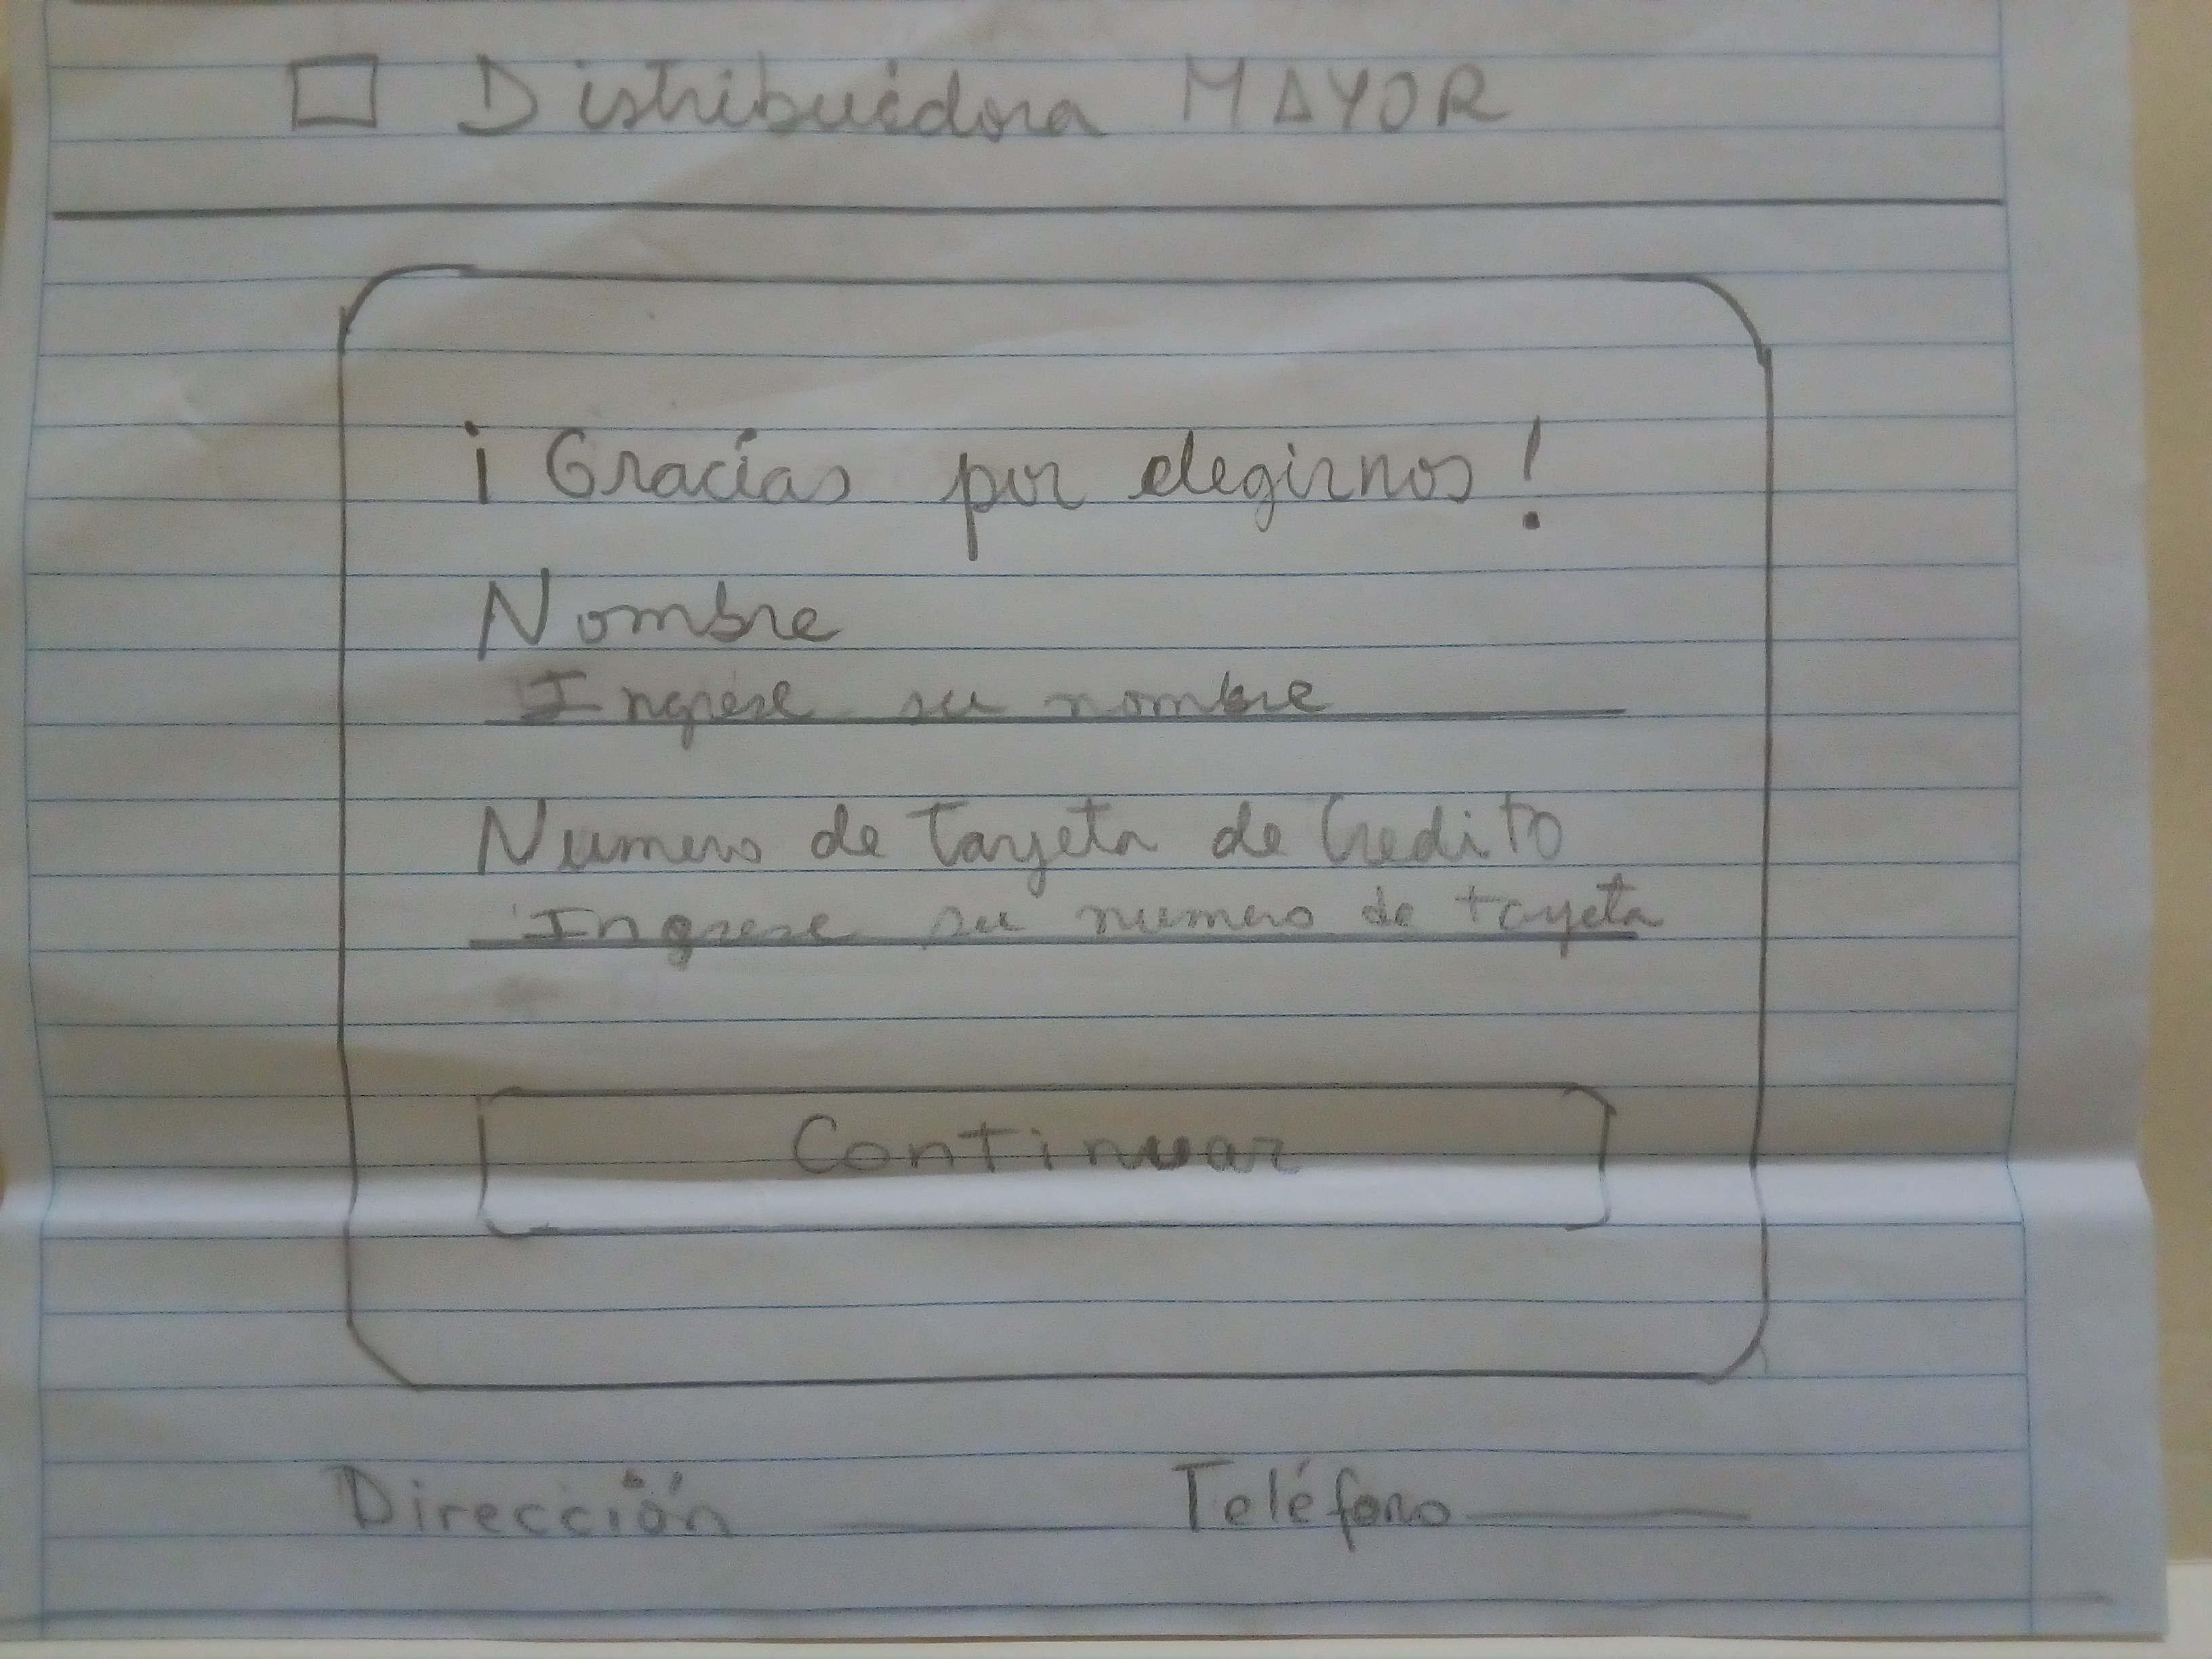 Distribuidora MAYOR
¡Gracias por elegirnos!
Nombre
Ingrese su nombre
Numero de Tarjeta de Credito
Ingrese su numero de tarjeta
Continuar
Dirección Teléfono